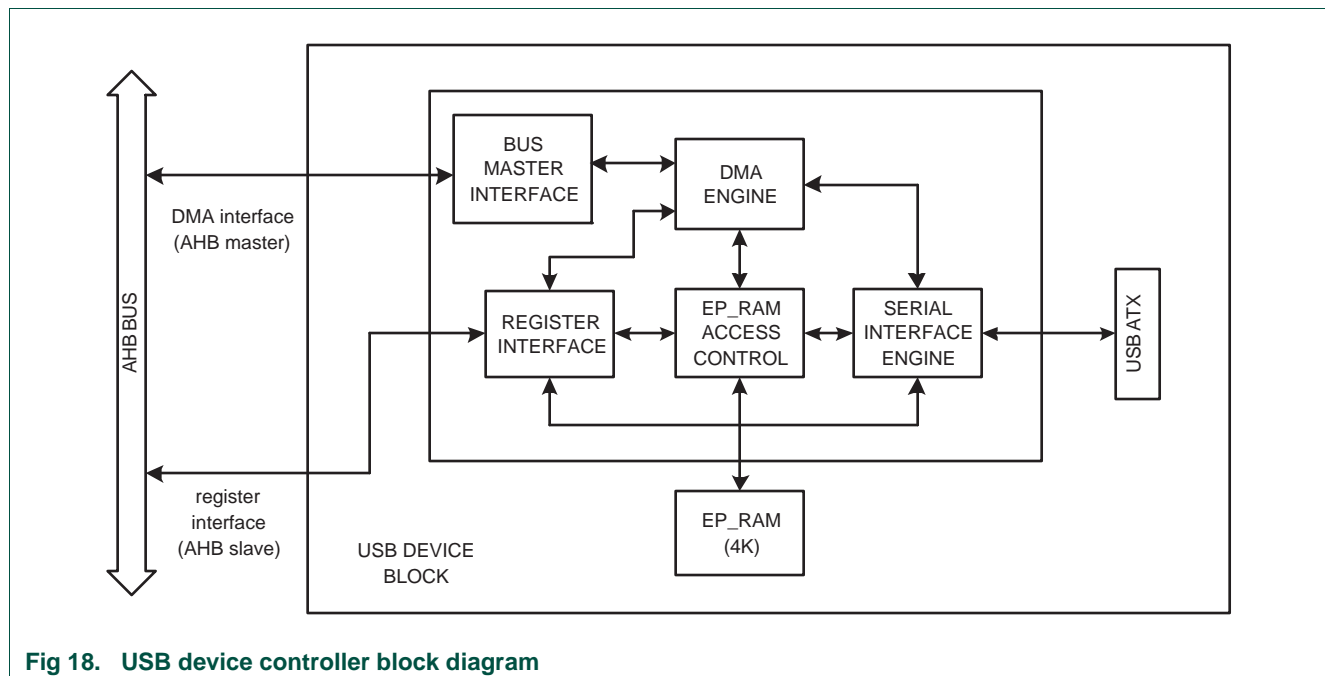 BUS
MASTER
INTERFACE
DMA
ENGINE
DMA interface
(AHB master)
AHB BUS
REGISTER
INTERFACE
EP_RAM
ACCESS
CONTROL
SERIAL
INTERFACE
ENGINE
USB ATX
register
interface
(AHB slave)
USB DEVICE
BLOCK
EP_RAM
(4K)
Fig 18. USB device controller block diagram